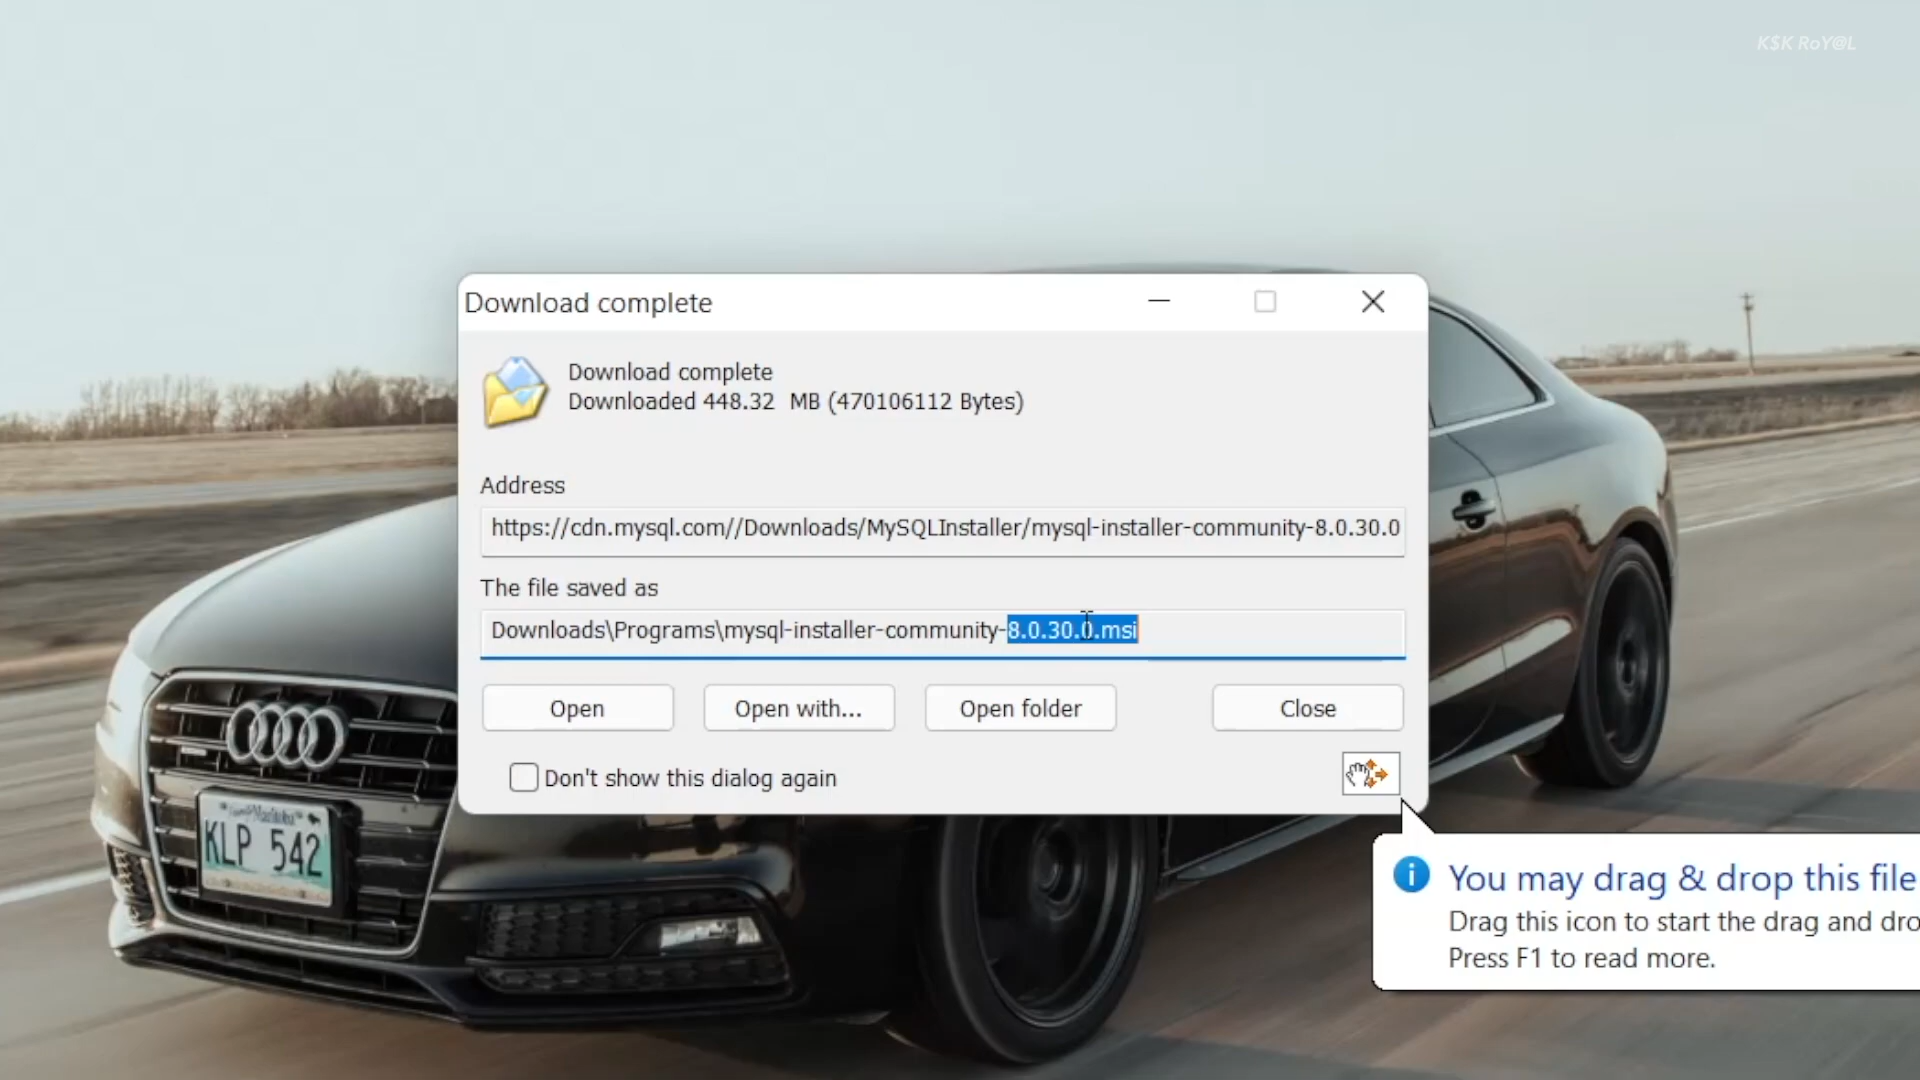 K$K RoY@L
Download complete
Download complete
Downloaded 448.32 MB (470106112 Bytes)
Address
https://cdn.mysql.com//Downloads/MySQLInstaller/mysql-installer-community-8.0.30.0
The file saved as
Downloads\Programs\mysql-installer-community-8.0.30.0.msi
Open
Open with...
Open folder
Close
Don't show this dialog again
KLP 542
You may drag & drop this file
Drag this icon to start the drag and dro
Press F1 to read more.